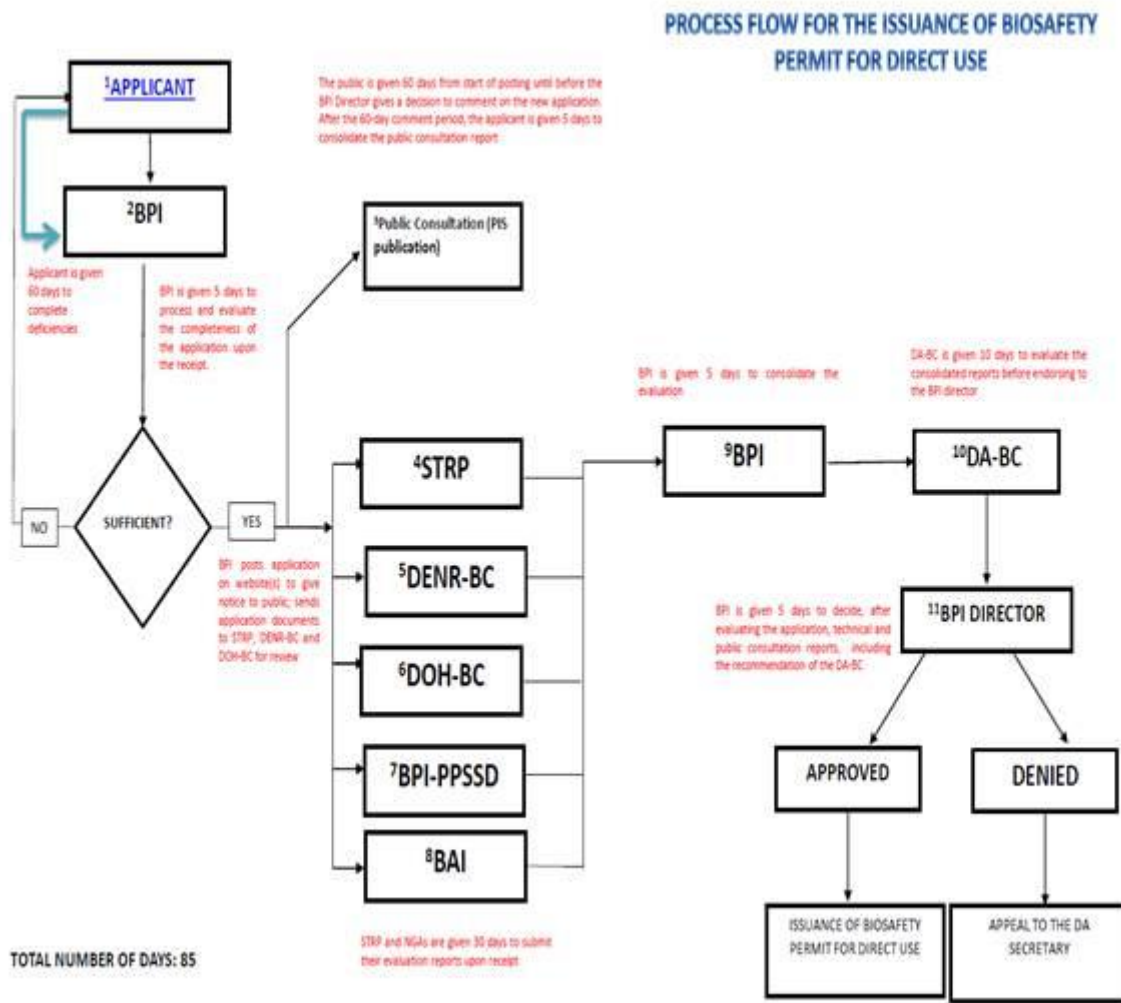 PROCESS FLOW FOR THE ISSUANCE OF BIOSAFETY
PERMIT FOR DIRECT USE
¹APPLICANT
The public is given 60 days from start of posting until before the
BPI Director gives a decision to comment on the new application.
After the 60-day comment period, the applicant is given 5 days to
consolidate the public consultation report
²BPI
³Public Consultation (PIS
publication)
Applicant is given
60 days to
complete
deficiencies
BPI is given 5 days to
process and evaluate
the completeness of
the application upon
the receipt.
BPI is given 5 days to consolidate the
evaluation
DA-BC is given 10 days to evaluate the
consolidated reports before endorsing to
the BPI director
⁴STRP
⁹BPI
¹⁰DA-BC
NO
SUFFICIENT?
YES
BPI posts application
on website(s) to give
notice to public; sends
application documents
to STRP, DENR-BC and
DOH-BC for review
⁵DENR-BC
BPI is given 5 days to decide, after
evaluating the application, technical and
public consultation reports, including
the recommendation of the DA-BC
¹¹BPI DIRECTOR
⁶DOH-BC
⁷BPI-PPSSD
APPROVED
DENIED
⁸BAI
STRP and NGAs are given 30 days to submit
their evaluation reports upon receipt
ISSUANCE OF BIOSAFETY
PERMIT FOR DIRECT USE
APPEAL TO THE DA
SECRETARY
TOTAL NUMBER OF DAYS: 85